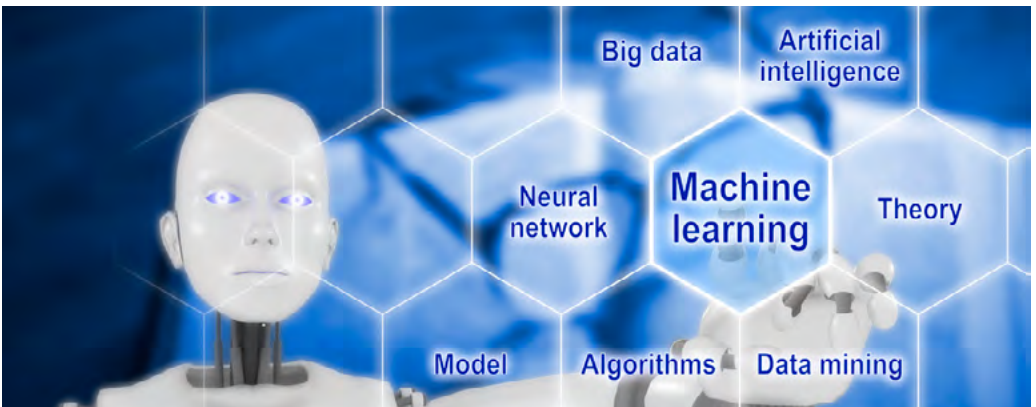 Big data
Artificial
intelligence
Neural
network
Machine
learning
Theory
Model
Algorithms
Data mining